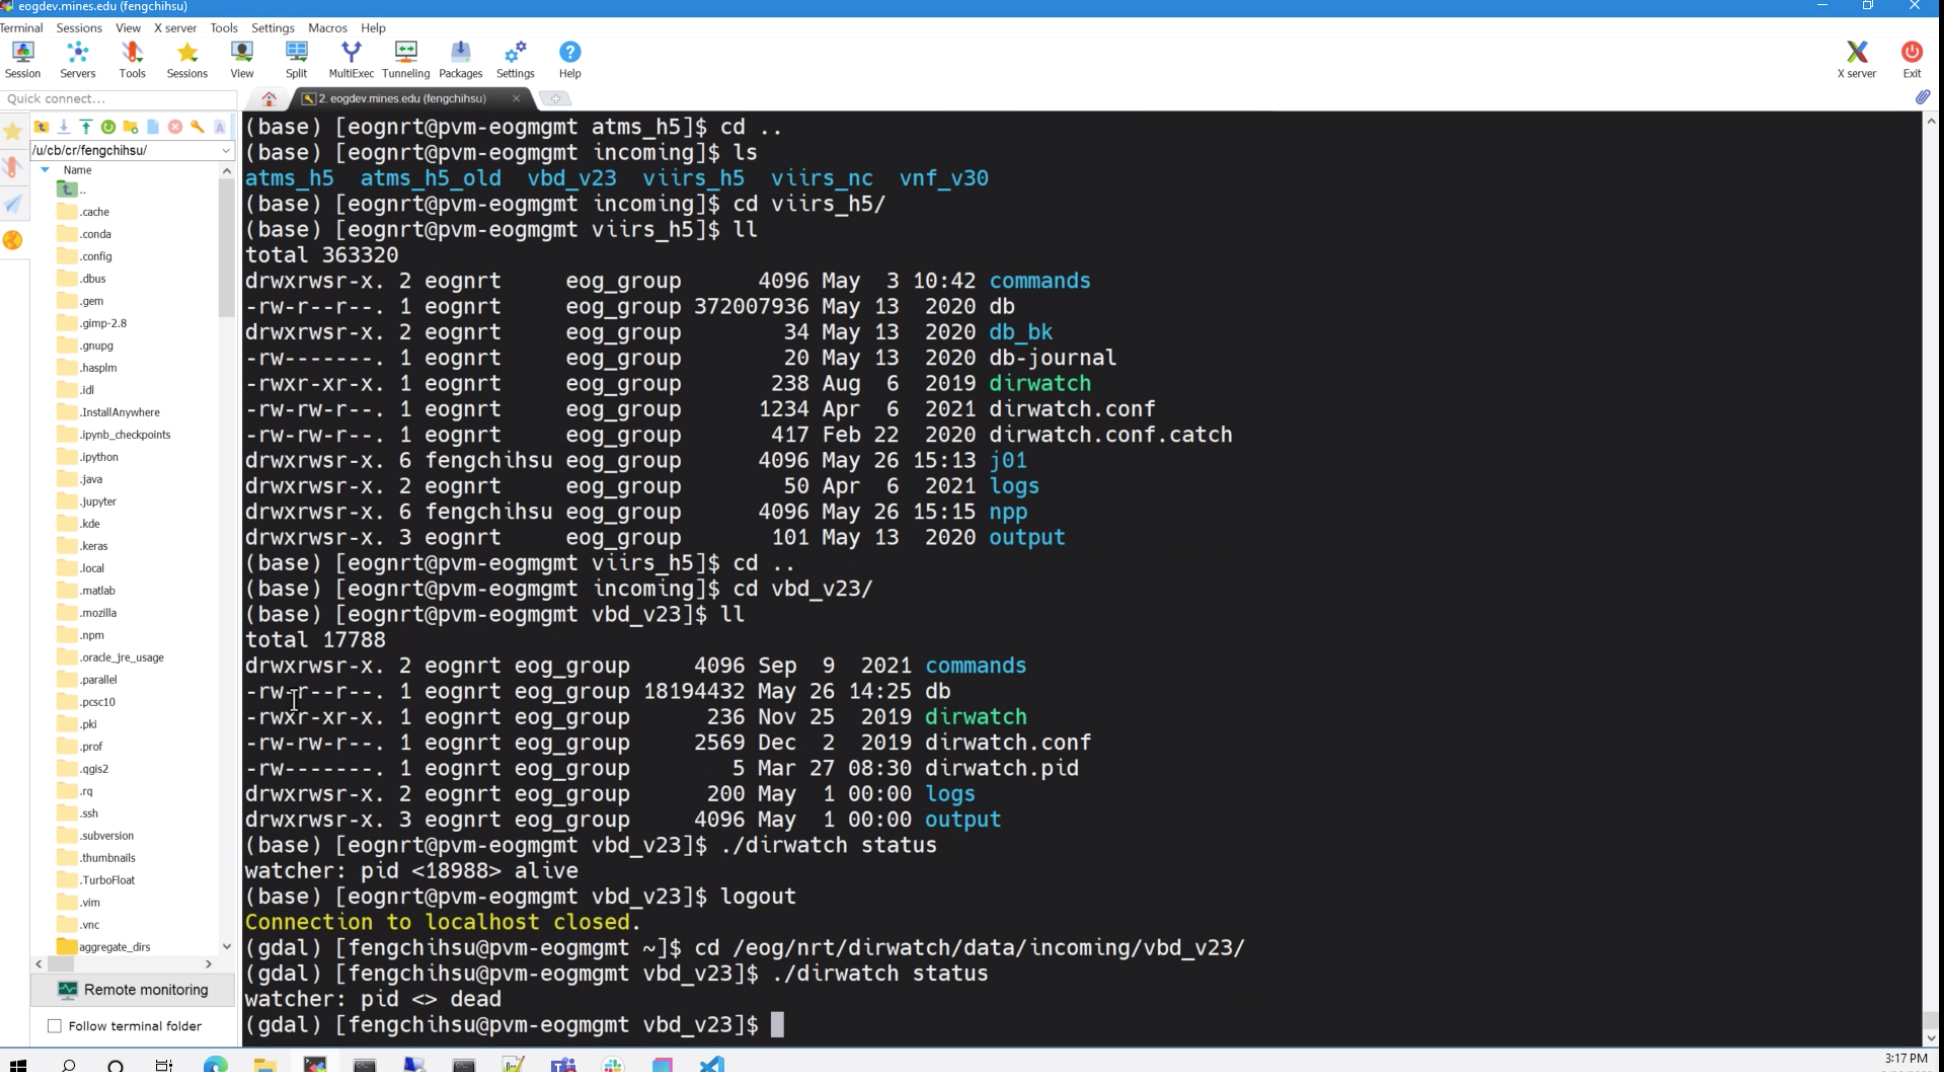 eogdev.mines.edu (fengchihsu)
Terminal Sessions View X server Tools Settings Macros Help
Session Servers Tools Sessions View Split MultiExec Tunneling Packages Settings Help X server Exit
Quick connect...
2. eogdev.mines.edu (fengchihsu)
/u/cb/cr/fengchihsu/
Name
..
.cache
.conda
.config
.dbus
.gem
.gimp-2.8
.gnupg
.hasplm
.idl
.InstallAnywhere
.ipynb_checkpoints
.ipython
.java
.jupyter
.kde
.keras
.local
.matlab
.mozilla
.npm
.oracle_jre_usage
.parallel
.pcsc10
.pki
.prof
.qgis2
.rq
.ssh
.subversion
.thumbnails
.TurboFloat
.vim
.vnc
aggregate_dirs
Remote monitoring
Follow terminal folder
(base) [eognrt@pvm-eogmgmt atms_h5]$ cd ..
(base) [eognrt@pvm-eogmgmt incoming]$ ls
atms_h5  atms_h5_old  vbd_v23  viirs_h5  viirs_nc  vnf_v30
(base) [eognrt@pvm-eogmgmt incoming]$ cd viirs_h5/
(base) [eognrt@pvm-eogmgmt viirs_h5]$ ll
total 363320
drwxrwsr-x. 2 eognrt     eog_group      4096 May  3 10:42 commands
-rw-r--r--. 1 eognrt     eog_group 372007936 May 13  2020 db
drwxrwsr-x. 2 eognrt     eog_group        34 May 13  2020 db_bk
-rw-------. 1 eognrt     eog_group        20 May 13  2020 db-journal
-rwxr-xr-x. 1 eognrt     eog_group       238 Aug  6  2019 dirwatch
-rw-rw-r--. 1 eognrt     eog_group      1234 Apr  6  2021 dirwatch.conf
-rw-rw-r--. 1 eognrt     eog_group       417 Feb 22  2020 dirwatch.conf.catch
drwxrwsr-x. 6 fengchihsu eog_group      4096 May 26 15:13 j01
drwxrwsr-x. 2 eognrt     eog_group        50 Apr  6  2021 logs
drwxrwsr-x. 6 fengchihsu eog_group      4096 May 26 15:15 npp
drwxrwsr-x. 3 eognrt     eog_group       101 May 13  2020 output
(base) [eognrt@pvm-eogmgmt viirs_h5]$ cd ..
(base) [eognrt@pvm-eogmgmt incoming]$ cd vbd_v23/
(base) [eognrt@pvm-eogmgmt vbd_v23]$ ll
total 17788
drwxrwsr-x. 2 eognrt eog_group     4096 Sep  9  2021 commands
-rw-r--r--. 1 eognrt eog_group 18194432 May 26 14:25 db
-rwxr-xr-x. 1 eognrt eog_group      236 Nov 25  2019 dirwatch
-rw-rw-r--. 1 eognrt eog_group     2569 Dec  2  2019 dirwatch.conf
-rw-------. 1 eognrt eog_group        5 Mar 27 08:30 dirwatch.pid
drwxrwsr-x. 2 eognrt eog_group      200 May  1 00:00 logs
drwxrwsr-x. 3 eognrt eog_group     4096 May  1 00:00 output
(base) [eognrt@pvm-eogmgmt vbd_v23]$ ./dirwatch status
watcher: pid <18988> alive
(base) [eognrt@pvm-eogmgmt vbd_v23]$ logout
Connection to localhost closed.
(gdal) [fengchihsu@pvm-eogmgmt ~]$ cd /eog/nrt/dirwatch/data/incoming/vbd_v23/
(gdal) [fengchihsu@pvm-eogmgmt vbd_v23]$ ./dirwatch status
watcher: pid <> dead
(gdal) [fengchihsu@pvm-eogmgmt vbd_v23]$
3:17 PM